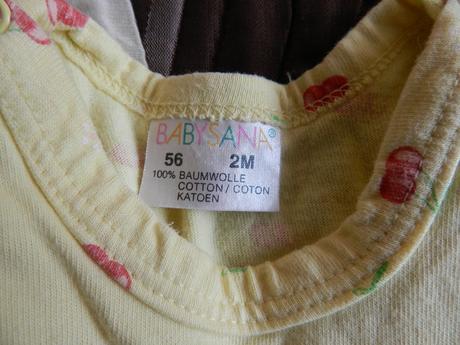 BABYSANA®
56 2M
100% BAUMWOLLE
COTTON / COTON
KATOEN